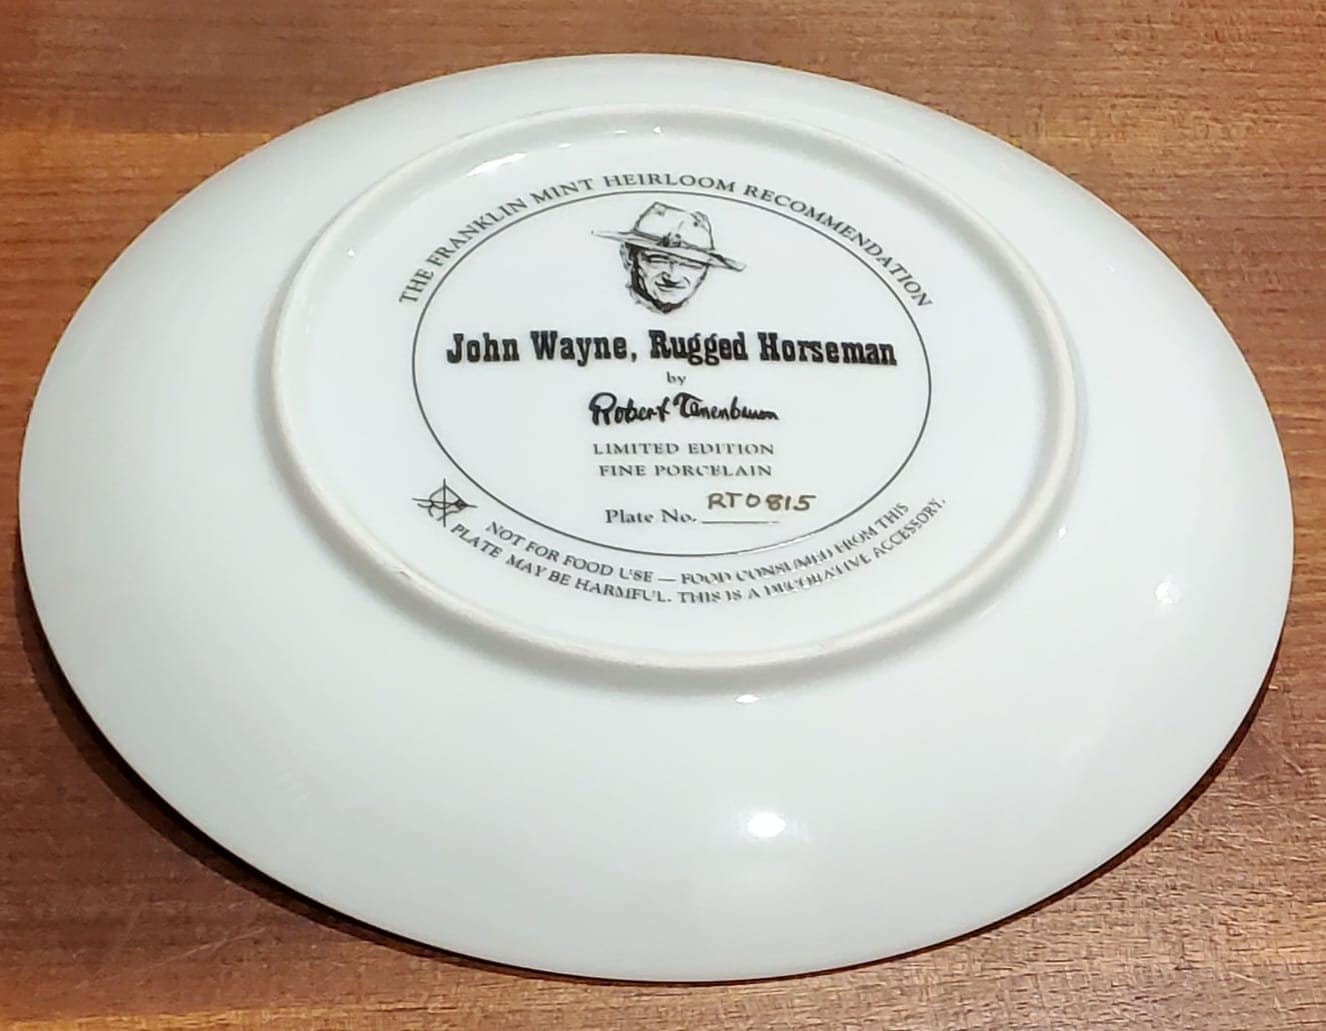 THE FRANKLIN MINT HEIRLOOM RECOMMENDATION
John Wayne, Rugged Horseman
by
Robert Tanenbaum
LIMITED EDITION
FINE PORCELAIN
Plate No. RT0815
NOT FOR FOOD USE — FOOD CONSUMED FROM THIS
PLATE MAY BE HARMFUL. THIS IS A DECORATIVE ACCESSORY.